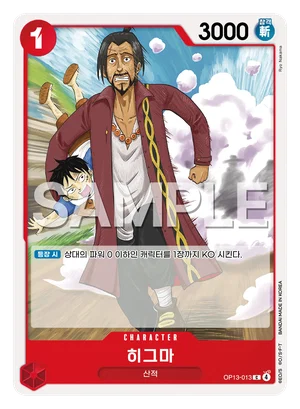 1
3000
참격
斬
Ryo Nakama
SAMPLE
등장 시 상대의 파워 0 이하인 캐릭터를 1장까지 KO 시킨다.
CHARACTER
히그마
산적
OP13-013 C